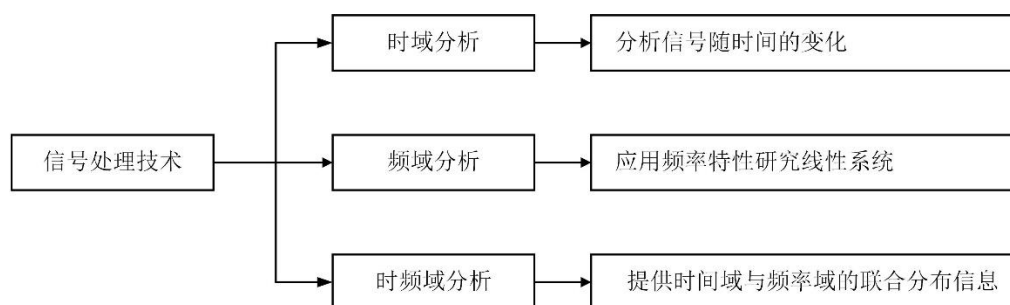 时域分析
分析信号随时间的变化
信号处理技术
频域分析
应用频率特性研究线性系统
时频域分析
提供时间域与频率域的联合分布信息